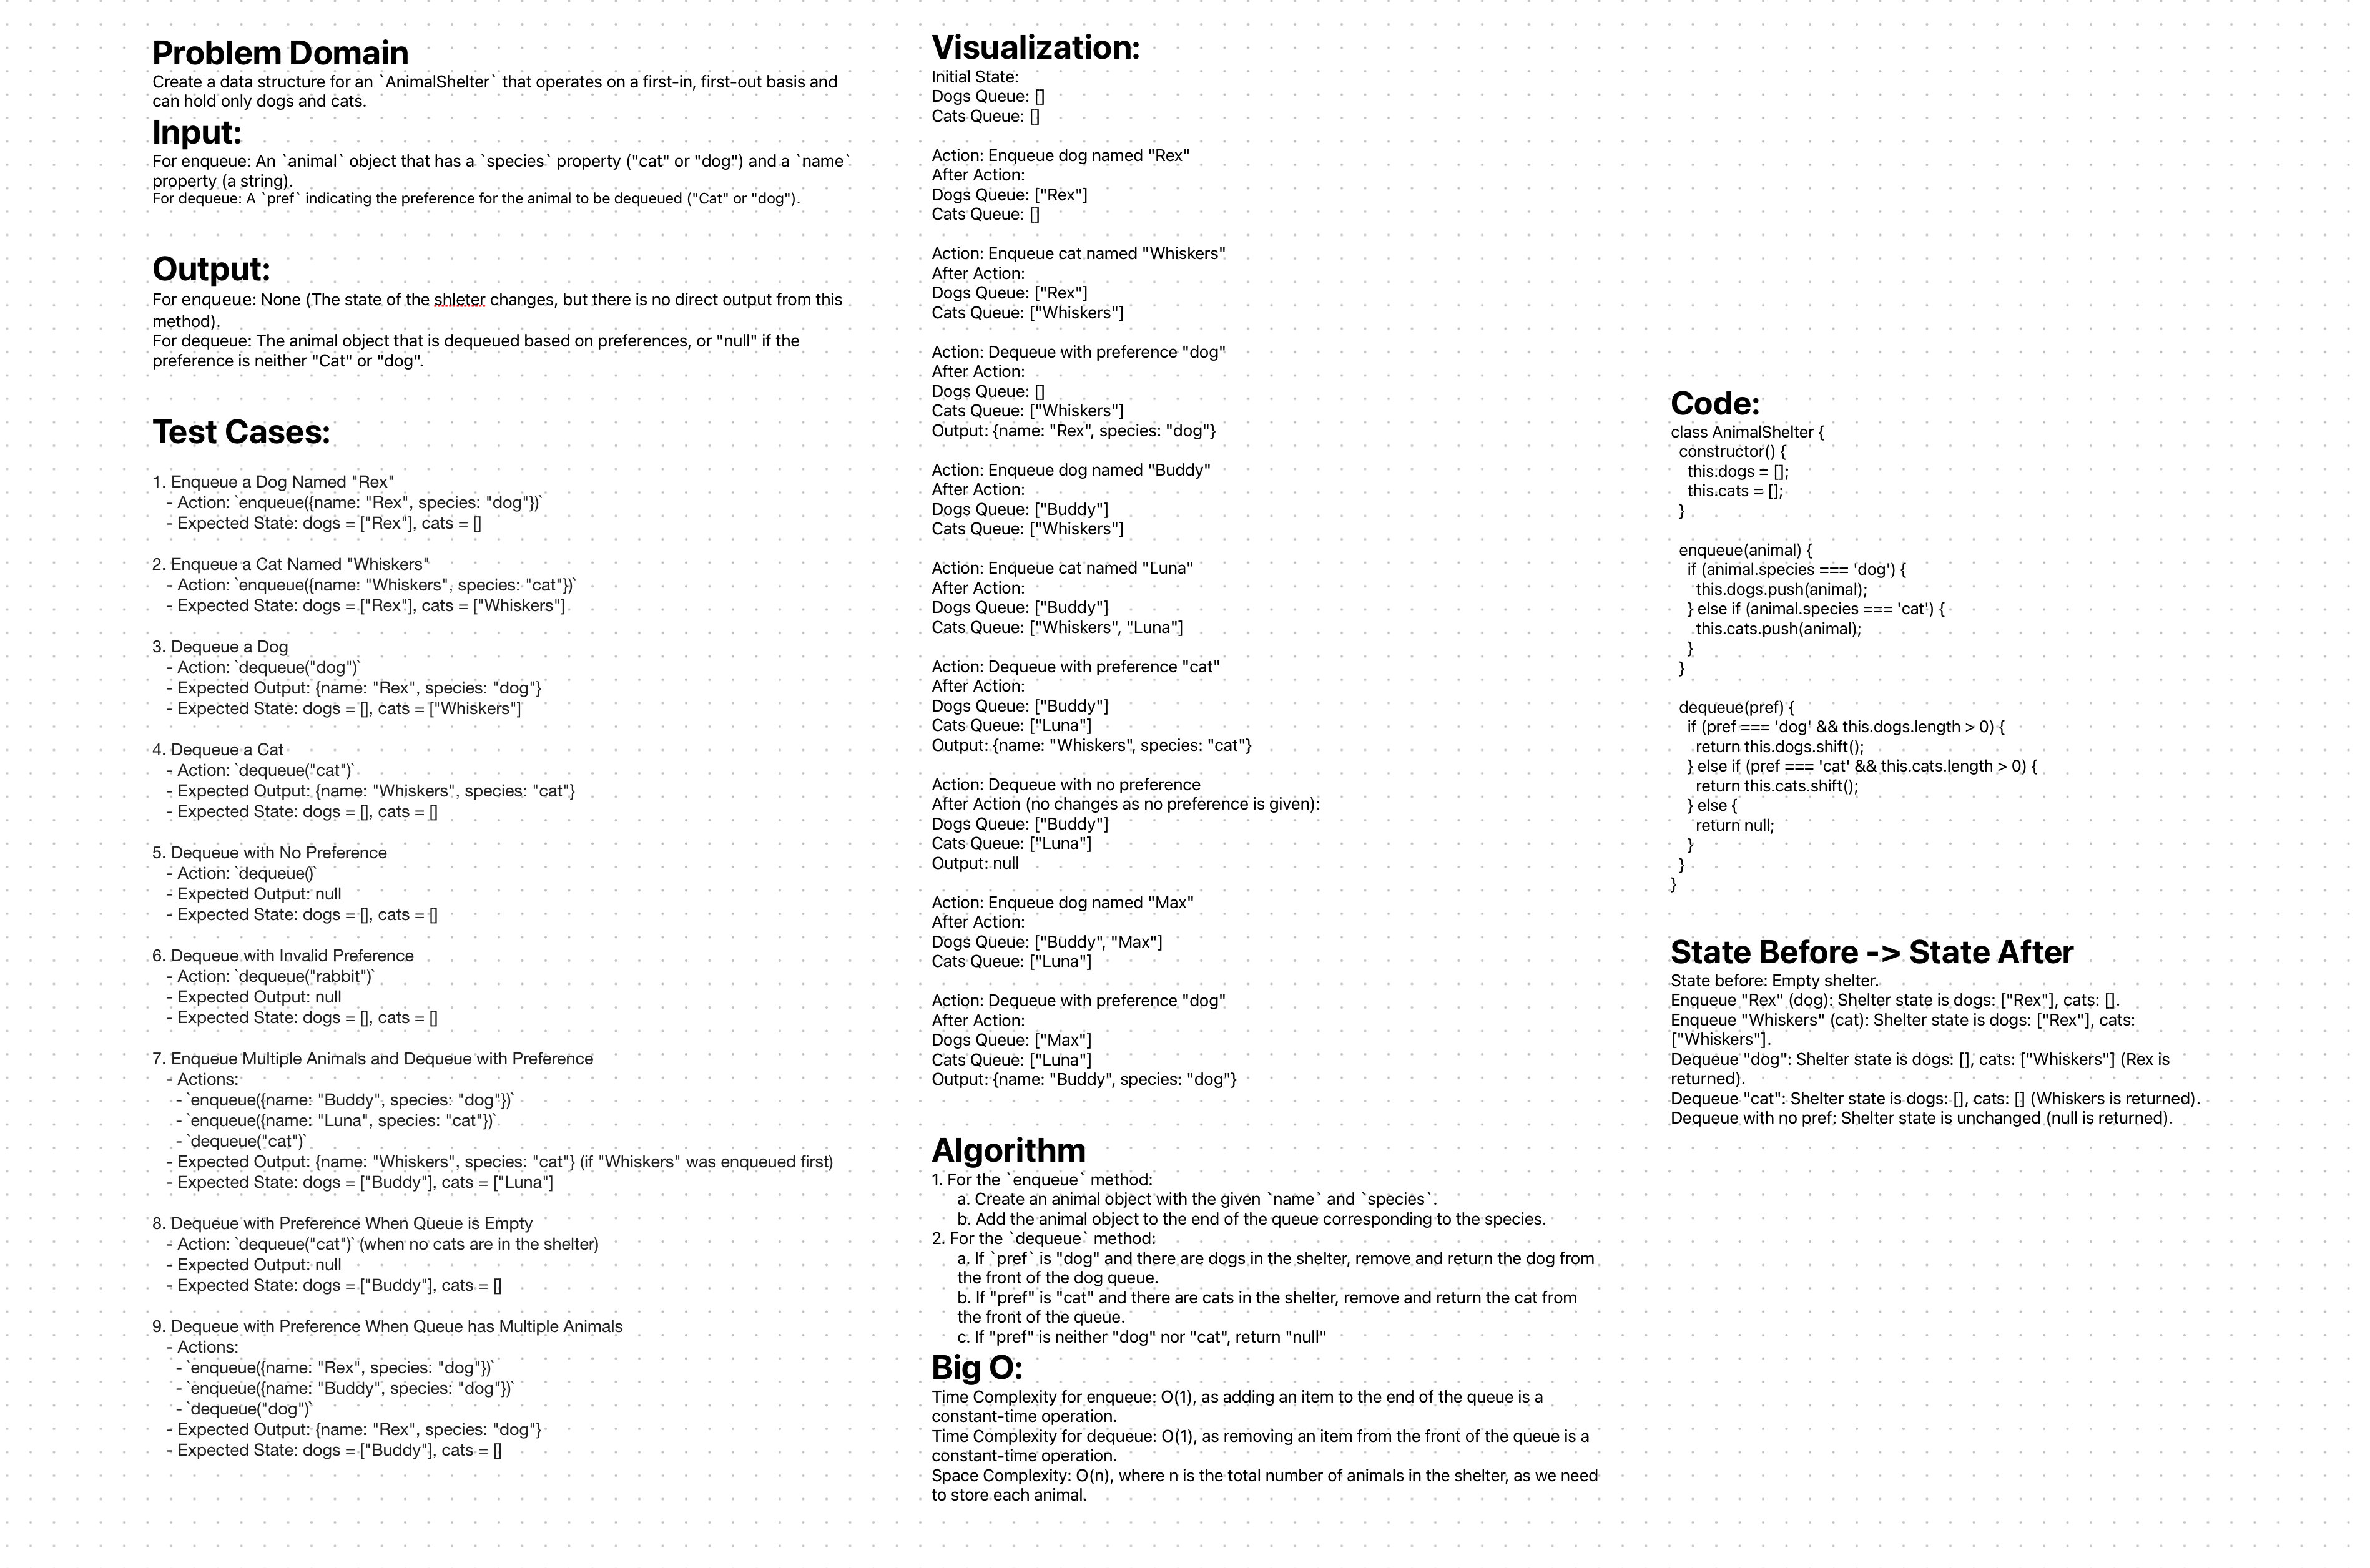 Problem Domain
Create a data structure for an `AnimalShelter` that operates on a first-in, first-out basis and
can hold only dogs and cats.
Input:
For enqueue: An `animal` object that has a `species` property ("cat" or "dog") and a `name`
property (a string).
For dequeue: A `pref` indicating the preference for the animal to be dequeued ("Cat" or "dog").
Output:
For enqueue: None (The state of the shleter changes, but there is no direct output from this
method).
For dequeue: The animal object that is dequeued based on preferences, or "null" if the
preference is neither "Cat" or "dog".
Test Cases:
1. Enqueue a Dog Named "Rex"
- Action: `enqueue({name: "Rex", species: "dog"})`
- Expected State: dogs = ["Rex"], cats = []
2. Enqueue a Cat Named "Whiskers"
- Action: `enqueue({name: "Whiskers", species: "cat"})`
- Expected State: dogs = ["Rex"], cats = ["Whiskers"]
3. Dequeue a Dog
- Action: `dequeue("dog")`
- Expected Output: {name: "Rex", species: "dog"}
- Expected State: dogs = [], cats = ["Whiskers"]
4. Dequeue a Cat
- Action: `dequeue("cat")`
- Expected Output: {name: "Whiskers", species: "cat"}
- Expected State: dogs = [], cats = []
5. Dequeue with No Preference
- Action: `dequeue()`
- Expected Output: null
- Expected State: dogs = [], cats = []
6. Dequeue with Invalid Preference
- Action: `dequeue("rabbit")`
- Expected Output: null
- Expected State: dogs = [], cats = []
7. Enqueue Multiple Animals and Dequeue with Preference
- Actions:
- `enqueue({name: "Buddy", species: "dog"})`
- `enqueue({name: "Luna", species: "cat"})`
- `dequeue("cat")`
- Expected Output: {name: "Whiskers", species: "cat"} (if "Whiskers" was enqueued first)
- Expected State: dogs = ["Buddy"], cats = ["Luna"]
8. Dequeue with Preference When Queue is Empty
- Action: `dequeue("cat")` (when no cats are in the shelter)
- Expected Output: null
- Expected State: dogs = ["Buddy"], cats = []
9. Dequeue with Preference When Queue has Multiple Animals
- Actions:
- `enqueue({name: "Rex", species: "dog"})`
- `enqueue({name: "Buddy", species: "dog"})`
- `dequeue("dog")`
- Expected Output: {name: "Rex", species: "dog"}
- Expected State: dogs = ["Buddy"], cats = []
Visualization:
Initial State:
Dogs Queue: []
Cats Queue: []
Action: Enqueue dog named "Rex"
After Action:
Dogs Queue: ["Rex"]
Cats Queue: []
Action: Enqueue cat named "Whiskers"
After Action:
Dogs Queue: ["Rex"]
Cats Queue: ["Whiskers"]
Action: Dequeue with preference "dog"
After Action:
Dogs Queue: []
Cats Queue: ["Whiskers"]
Output: {name: "Rex", species: "dog"}
Action: Enqueue dog named "Buddy"
After Action:
Dogs Queue: ["Buddy"]
Cats Queue: ["Whiskers"]
Action: Enqueue cat named "Luna"
After Action:
Dogs Queue: ["Buddy"]
Cats Queue: ["Whiskers", "Luna"]
Action: Dequeue with preference "cat"
After Action:
Dogs Queue: ["Buddy"]
Cats Queue: ["Luna"]
Output: {name: "Whiskers", species: "cat"}
Action: Dequeue with no preference
After Action (no changes as no preference is given):
Dogs Queue: ["Buddy"]
Cats Queue: ["Luna"]
Output: null
Action: Enqueue dog named "Max"
After Action:
Dogs Queue: ["Buddy", "Max"]
Cats Queue: ["Luna"]
Action: Dequeue with preference "dog"
After Action:
Dogs Queue: ["Max"]
Cats Queue: ["Luna"]
Output: {name: "Buddy", species: "dog"}
Algorithm
1. For the `enqueue` method:
a. Create an animal object with the given `name` and `species`.
b. Add the animal object to the end of the queue corresponding to the species.
2. For the `dequeue` method:
a. If `pref` is "dog" and there are dogs in the shelter, remove and return the dog from
the front of the dog queue.
b. If "pref" is "cat" and there are cats in the shelter, remove and return the cat from
the front of the queue.
c. If "pref" is neither "dog" nor "cat", return "null"
Big O:
Time Complexity for enqueue: O(1), as adding an item to the end of the queue is a
constant-time operation.
Time Complexity for dequeue: O(1), as removing an item from the front of the queue is a
constant-time operation.
Space Complexity: O(n), where n is the total number of animals in the shelter, as we need
to store each animal.
Code:
class AnimalShelter {
constructor() {
this.dogs = [];
this.cats = [];
}
enqueue(animal) {
if (animal.species === 'dog') {
this.dogs.push(animal);
} else if (animal.species === 'cat') {
this.cats.push(animal);
}
}
dequeue(pref) {
if (pref === 'dog' && this.dogs.length > 0) {
return this.dogs.shift();
} else if (pref === 'cat' && this.cats.length > 0) {
return this.cats.shift();
} else {
return null;
}
}
}
State Before -> State After
State before: Empty shelter.
Enqueue "Rex" (dog): Shelter state is dogs: ["Rex"], cats: [].
Enqueue "Whiskers" (cat): Shelter state is dogs: ["Rex"], cats:
["Whiskers"].
Dequeue "dog": Shelter state is dogs: [], cats: ["Whiskers"] (Rex is
returned).
Dequeue "cat": Shelter state is dogs: [], cats: [] (Whiskers is returned).
Dequeue with no pref: Shelter state is unchanged (null is returned).